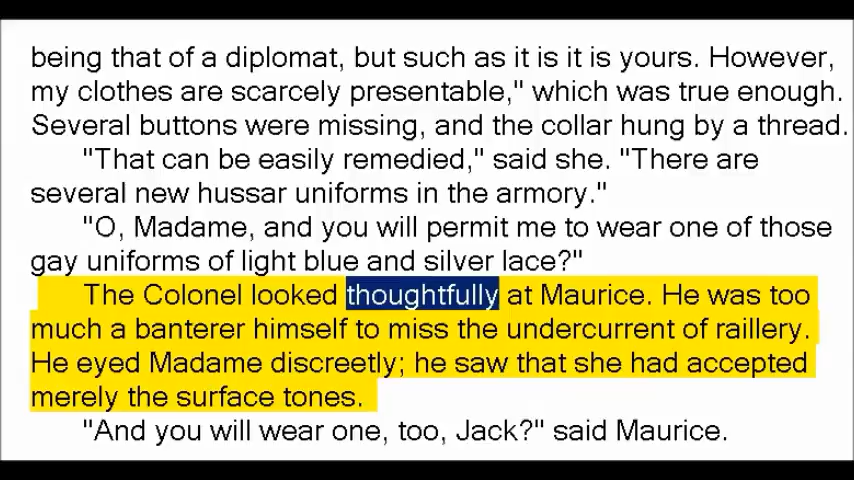 being that of a diplomat, but such as it is it is yours. However,
my clothes are scarcely presentable," which was true enough.
Several buttons were missing, and the collar hung by a thread.
"That can be easily remedied," said she. "There are
several new hussar uniforms in the armory."
"O, Madame, and you will permit me to wear one of those
gay uniforms of light blue and silver lace?"
The Colonel looked thoughtfully at Maurice. He was too
much a banterer himself to miss the undercurrent of raillery.
He eyed Madame discreetly; he saw that she had accepted
merely the surface tones.
"And you will wear one, too, Jack?" said Maurice.